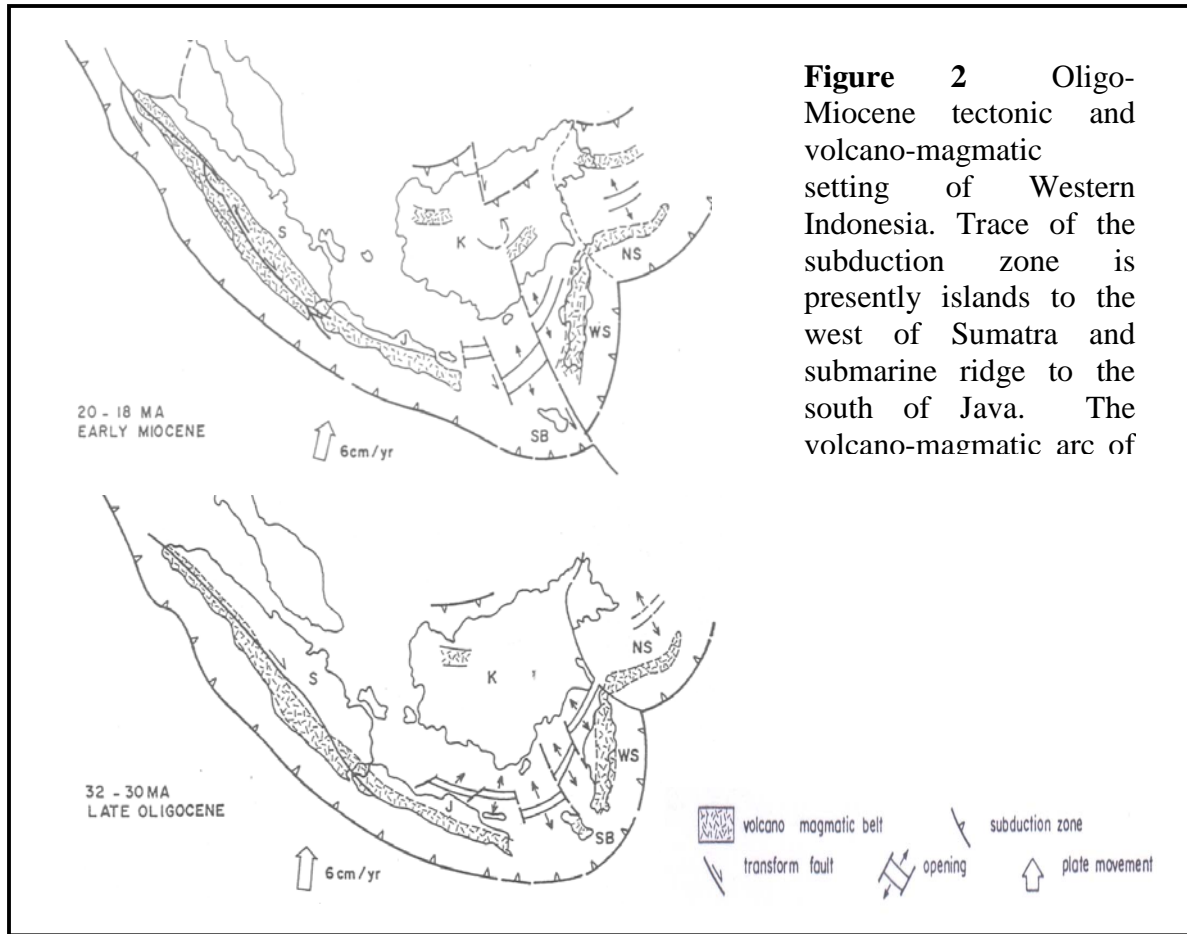 Figure 2 Oligo-
Miocene tectonic and
volcano-magmatic
setting of Western
Indonesia. Trace of the
subduction zone is
presently islands to the
west of Sumatra and
submarine ridge to the
south of Java. The
volcano-magmatic arc of
S
K
J
NS
WS
SB
20 - 18 MA
EARLY MIOCENE
6cm/yr
S
K
J
NS
WS
SB
32 - 30 MA
LATE OLIGOCENE
6cm/yr
volcano magmatic belt
subduction zone
transform fault
opening
plate movement